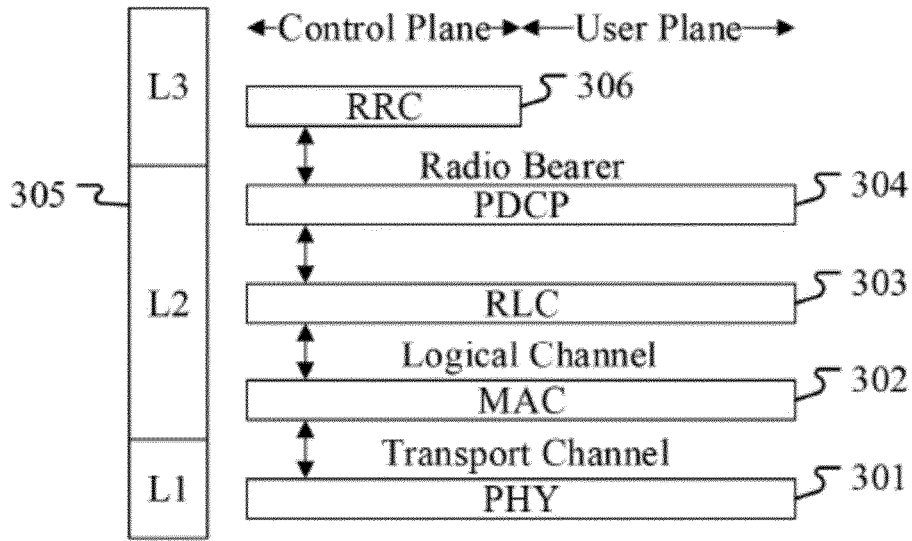 Control Plane User Plane
L3
RRC
306
Radio Bearer
305
PDCP
304
L2
RLC
303
Logical Channel
MAC
302
Transport Channel
L1
PHY
301